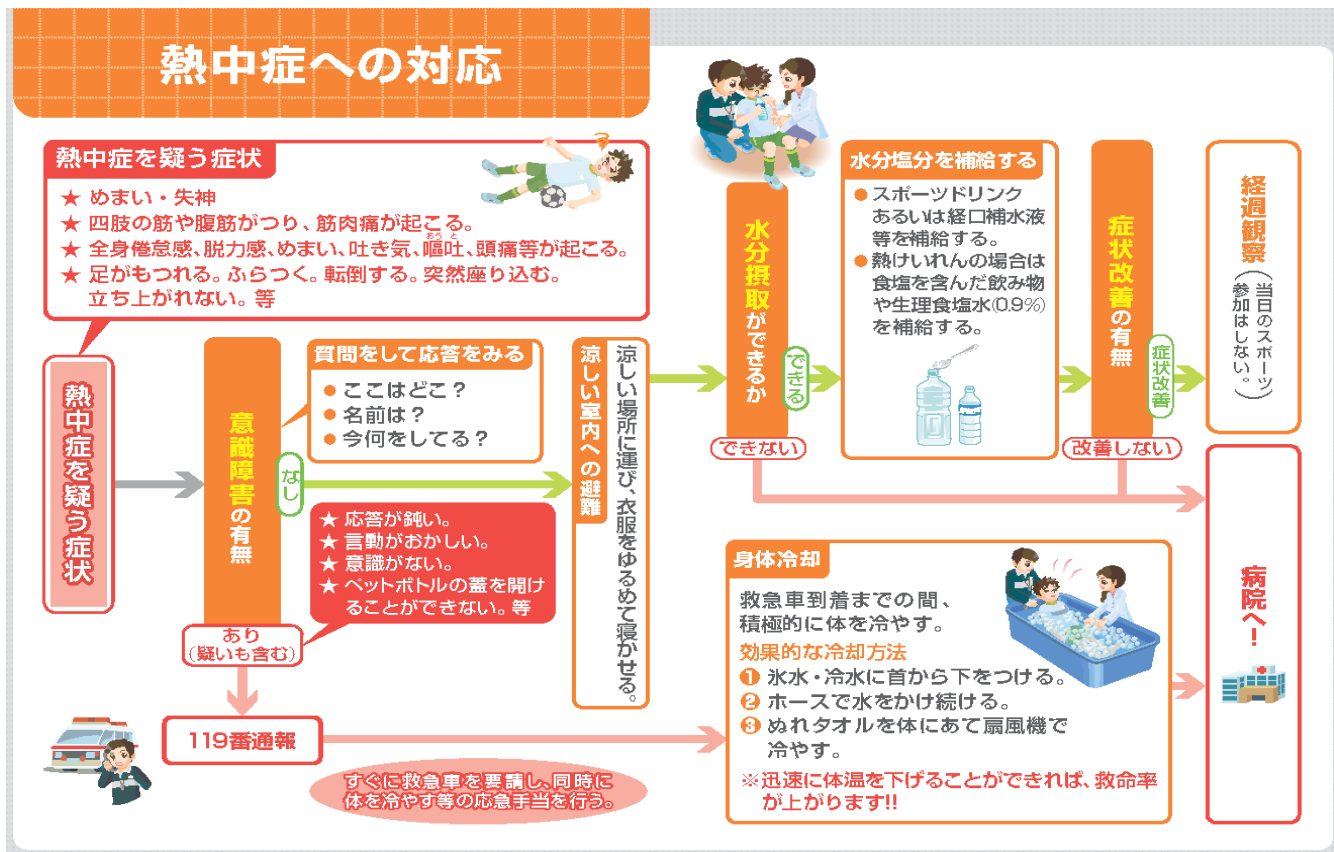 熱中症への対応
熱中症を疑う症状
★ めまい・失神
★ 四肢の筋や腹筋がつり、筋肉痛が起こる。
★ 全身倦怠感、脱力感、めまい、吐き気、嘔吐、頭痛等が起こる。
おうと
★ 足がもつれる。ふらつく。転倒する。突然座り込む。
立ち上がれない。等
熱中症を疑う症状
意識障害の有無
質問をして応答をみる
● ここはどこ？
● 名前は？
● 今何をしてる？
なし
★ 応答が鈍い。
★ 言動がおかしい。
★ 意識がない。
★ ペットボトルの蓋を開け
ることができない。等
あり
(疑いも含む)
119番通報
すぐに救急車を要請し、同時に
体を冷やす等の応急手当を行う。
涼しい室内への避難
涼しい場所に運び、衣服をゆるめて寝かせる。
水分摂取ができるか
できる
できない
水分塩分を補給する
● スポーツドリンク
あるいは経口補水液
等を補給する。
● 熱けいれんの場合は
食塩を含んだ飲み物
や生理食塩水(0.9%)
を補給する。
症状改善の有無
症状改善
改善しない
経過観察
(当日のスポーツ
参加はしない。)
身体冷却
救急車到着までの間、
積極的に体を冷やす。
効果的な冷却方法
❶ 氷水・冷水に首から下をつける。
❷ ホースで水をかけ続ける。
❸ ぬれタオルを体にあて扇風機で
冷やす。
※迅速に体温を下げることができれば、救命率
が上がります!!
病院へ！